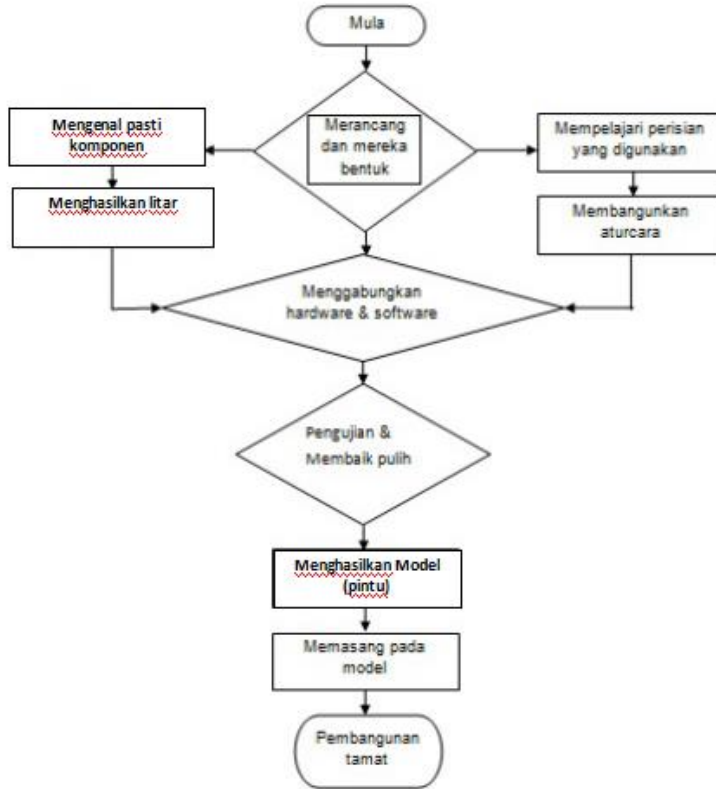 Mula
Merancang
dan mereka
bentuk
Mengenal pasti
komponen
Menghasilkan litar
Mempelajari perisian
yang digunakan
Membangunkan
aturcara
Menggabungkan
hardware & software
Pengujian &
Membaik pulih
Menghasilkan Model
(pintu)
Memasang pada
model
Pembangunan
tamat